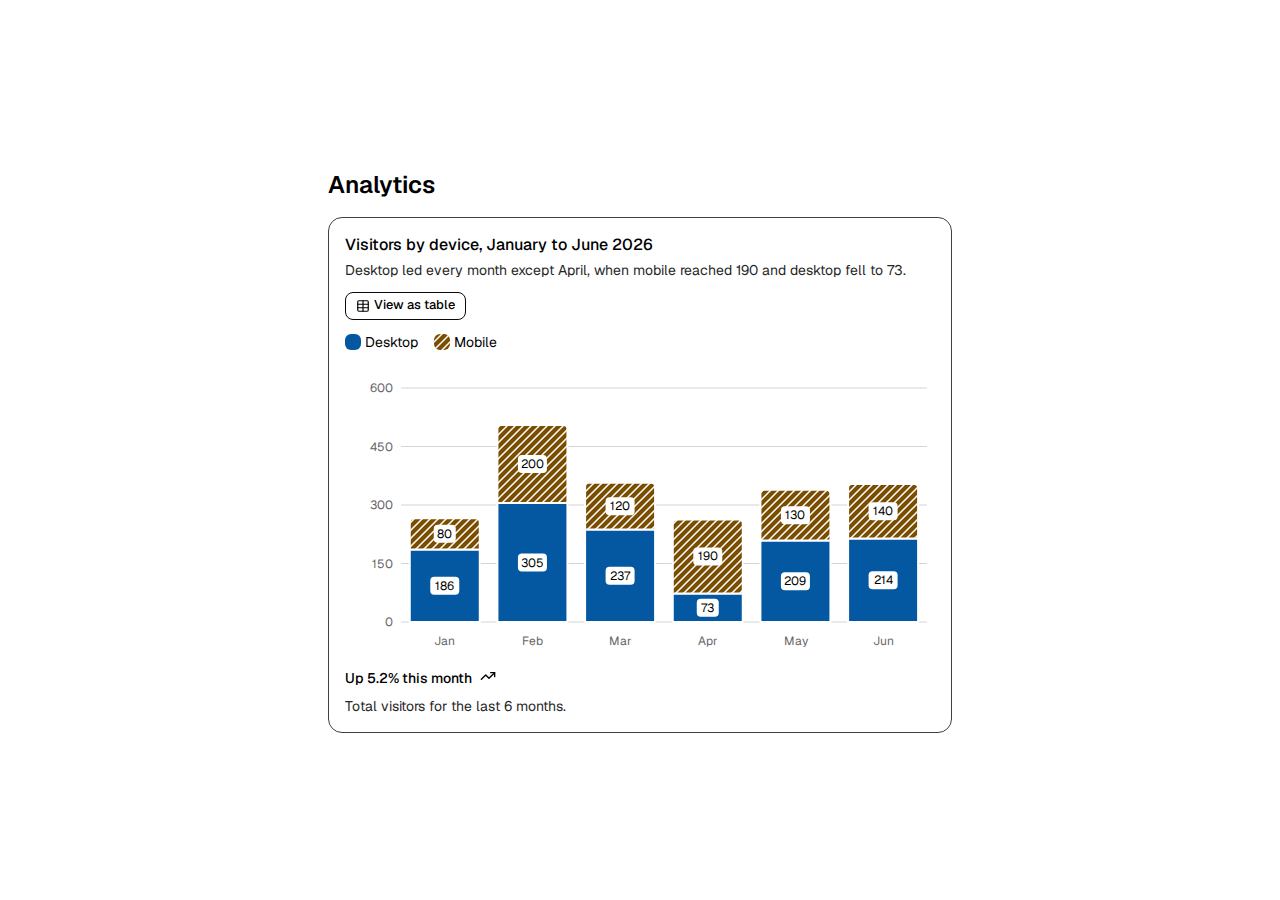 Analytics
Visitors by device, January to June 2026
Desktop led every month except April, when mobile reached 190 and desktop fell to 73.
View as table
Desktop Mobile
600
450
300
150
0
80 200 120 190 130 140
186 305 237 73 209 214
Jan Feb Mar Apr May Jun
Up 5.2% this month
Total visitors for the last 6 months.